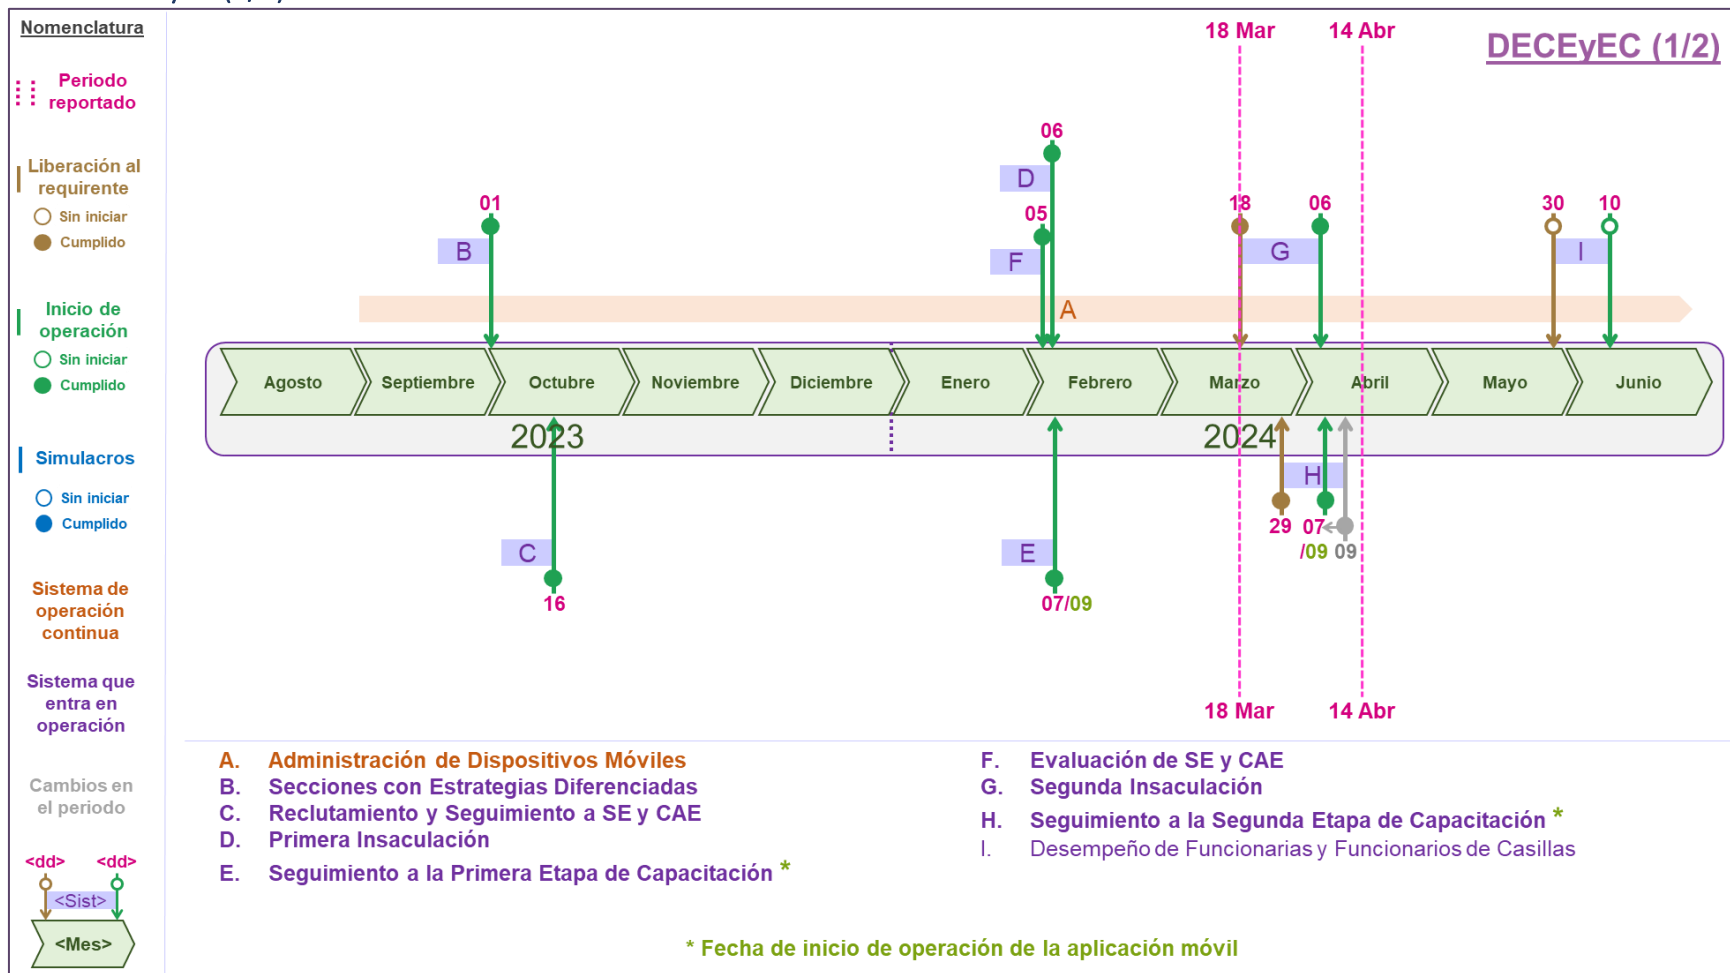 Nomenclatura
Periodo
reportado
Liberación al
requirente
Sin iniciar
Cumplido
Inicio de
operación
Sin iniciar
Cumplido
Simulacros
Sin iniciar
Cumplido
Sistema de
operación
continua
Sistema que
entra en
operación
Cambios en
el periodo
<dd> <dd>
<Sist>
<Mes>
DECEyEC (1/2)
18 Mar 14 Abr
06
D
01 05 18 06 30 10
B F G I
A
Agosto Septiembre Octubre Noviembre Diciembre Enero Febrero Marzo Abril Mayo Junio
2023 2024
H
29 07
/09 09
C E
16 07/09
18 Mar 14 Abr
A. Administración de Dispositivos Móviles
B. Secciones con Estrategias Diferenciadas
C. Reclutamiento y Seguimiento a SE y CAE
D. Primera Insaculación
E. Seguimiento a la Primera Etapa de Capacitación *
F. Evaluación de SE y CAE
G. Segunda Insaculación
H. Seguimiento a la Segunda Etapa de Capacitación *
I. Desempeño de Funcionarias y Funcionarios de Casillas
* Fecha de inicio de operación de la aplicación móvil